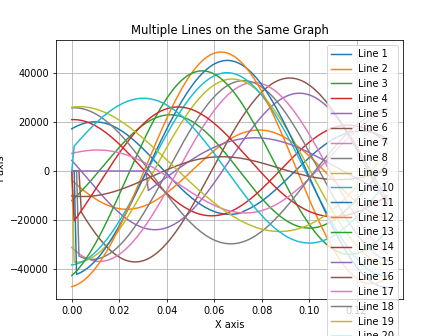 Multiple Lines on the Same Graph
40000
20000
0
−20000
−40000
0.00
0.02
0.04
0.06
0.08
0.10
X axis
axis
Line 1
Line 2
Line 3
Line 4
Line 5
Line 6
Line 7
Line 8
Line 9
Line 10
Line 11
Line 12
Line 13
Line 14
Line 15
Line 16
Line 17
Line 18
Line 19
Line 20